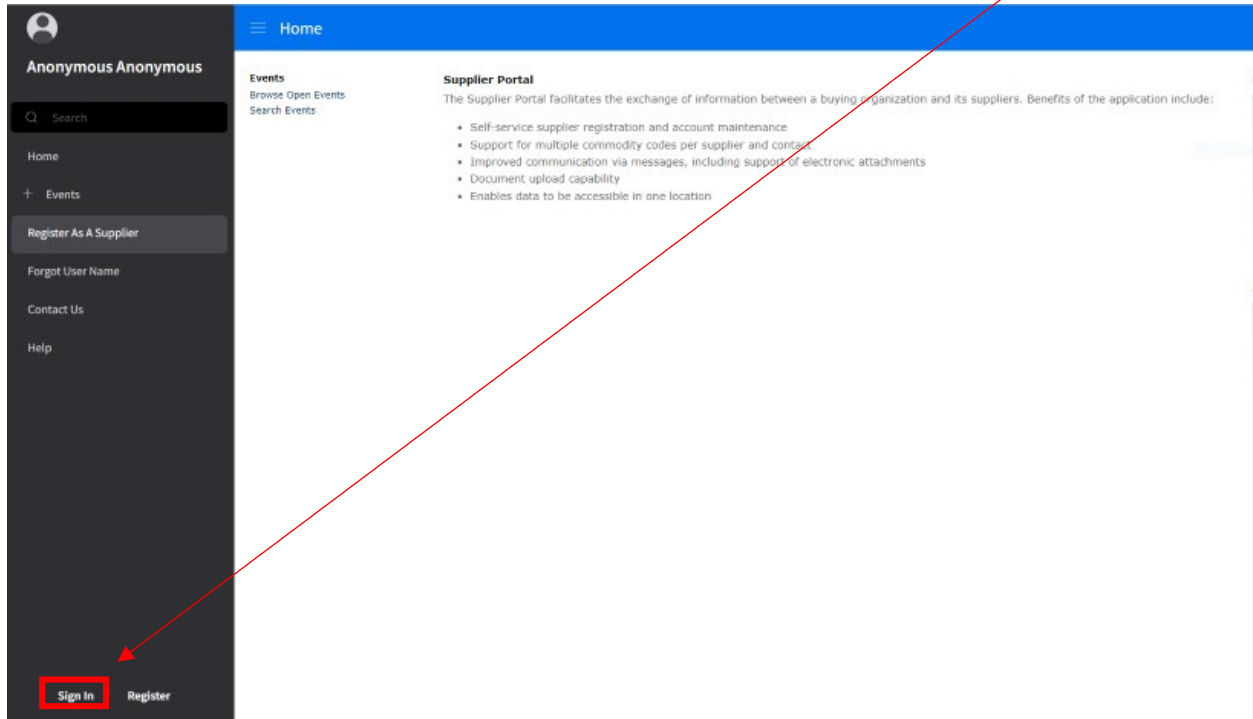 Anonymous Anonymous
Search
Home
+ Events
Register As A Supplier
Forgot User Name
Contact Us
Help
Sign In
Register
Home
Events
Browse Open Events
Search Events
Supplier Portal
The Supplier Portal facilitates the exchange of information between a buying organization and its suppliers. Benefits of the application include:
• Self-service supplier registration and account maintenance
• Support for multiple commodity codes per supplier and contact
• Improved communication via messages, including support of electronic attachments
• Document upload capability
• Enables data to be accessible in one location